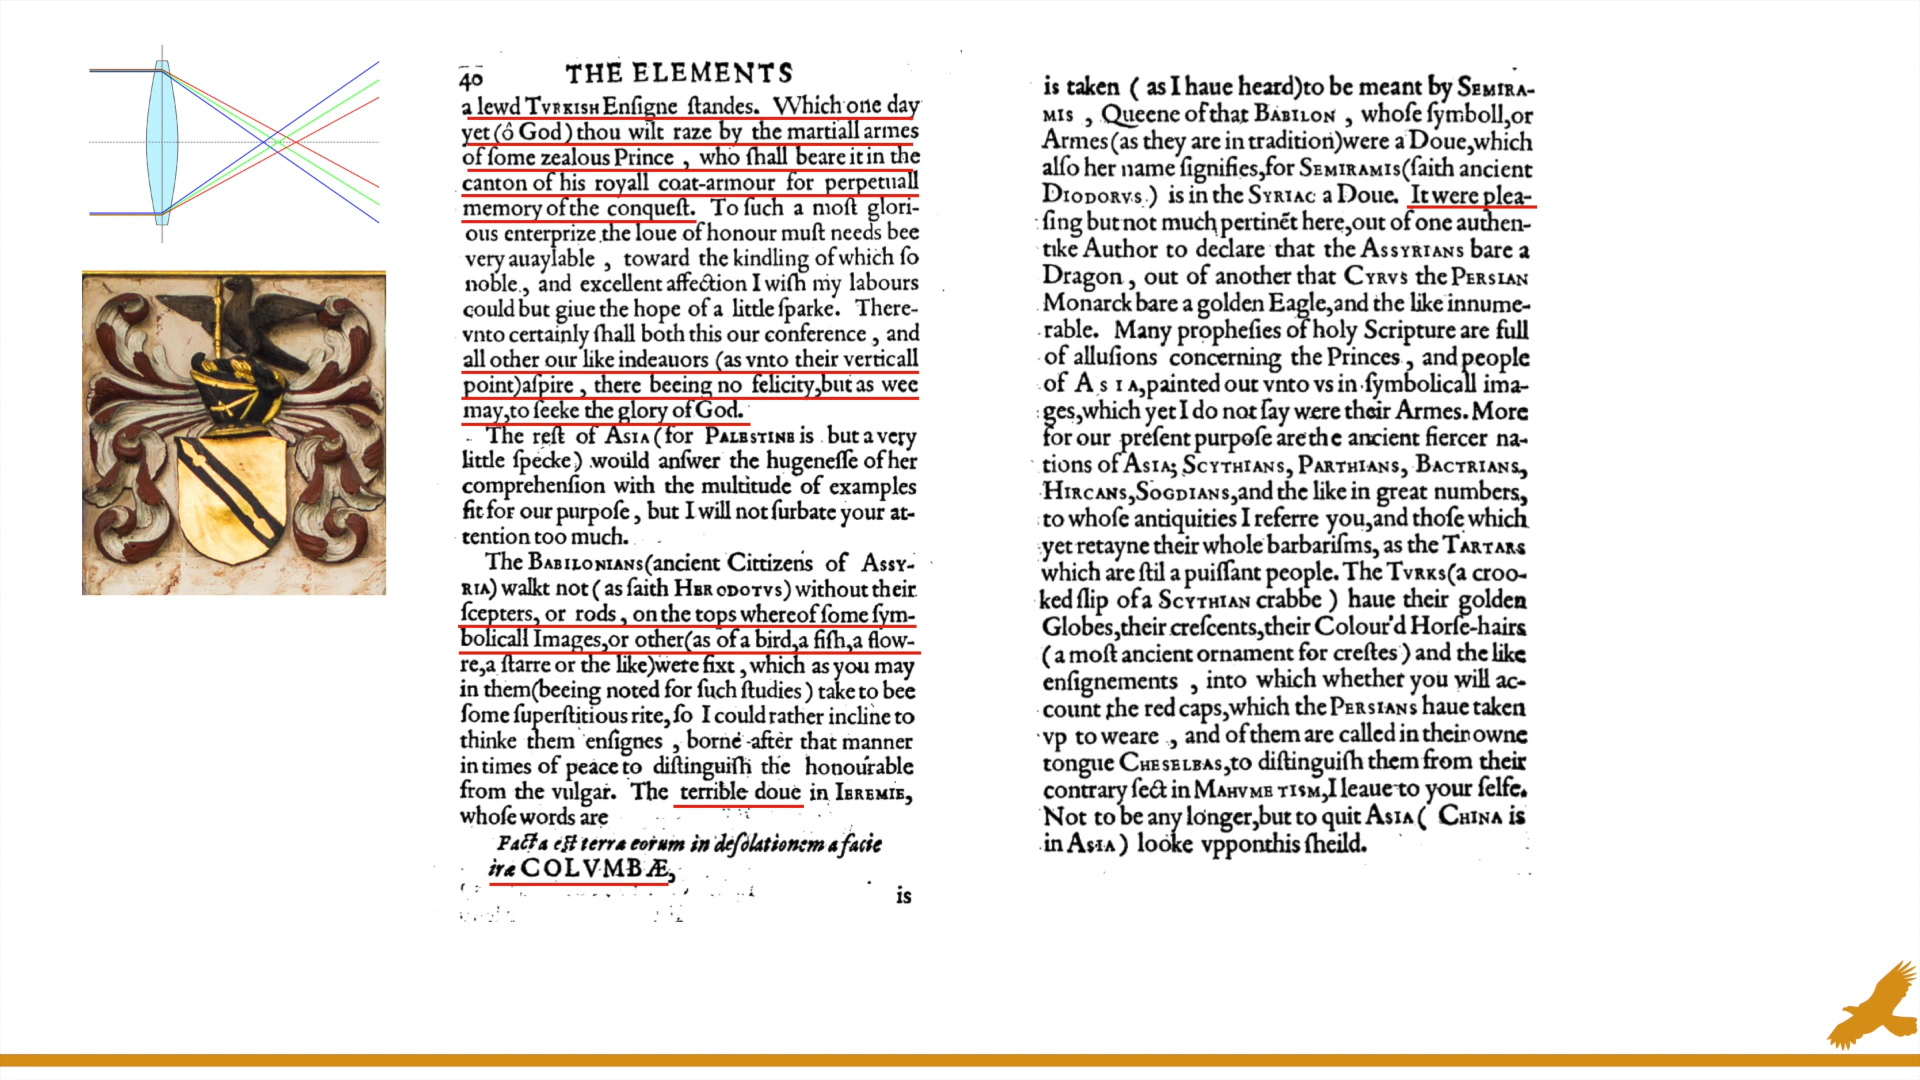 40 THE ELEMENTS
a lewd TVRKISH Enſigne ſtandes. Which one day
yet (ô God) thou wilt raze by the martiall armes
of ſome zealous Prince , who ſhall beare it in the
canton of his royall coat-armour for perpetuall
memory of the conqueſt. To ſuch a moſt glori-
ous enterprize the loue of honour muſt needs bee
very auaylable , toward the kindling of which ſo
noble , and excellent affection I wiſh my labours
could but giue the hope of a little ſparke. There-
vnto certainly ſhall both this our conference , and
all other our like indeauors (as vnto their verticall
point) aſpire , there beeing no felicity, but as wee
may, to ſeeke the glory of God.
The reſt of ASIA (for PALESTINE is but a very
little ſpecke) would anſwer the hugeneſſe of her
comprehenſion with the multitude of examples
fit for our purpoſe , but I will not ſurbate your at-
tention too much.
The BABILONIANS (ancient Cittizens of ASSY-
RIA) walkt not ( as ſaith HERODOTVS) without their
ſcepters, or rods , on the tops whereof ſome ſym-
bolicall Images, or other (as of a bird, a fiſh, a flow-
re, a ſtarre or the like) were fixt , which as you may
in them (beeing noted for ſuch ſtudies) take to bee
ſome ſuperſtitious rite, ſo I could rather incline to
thinke them enſignes , borne after that manner
in times of peace to diſtinguiſh the honourable
from the vulgar. The terrible doue in IEREMIE,
whoſe words are
Facta eſt terra eorum in deſolationem a facie
iræ COLVMBÆ,
is
is taken ( as I haue heard) to be meant by SEMIRA-
MIS , Queene of that BABILON , whoſe ſymboll, or
Armes (as they are in tradition) were a Doue, which
alſo her name ſignifies, for SEMIRAMIS (ſaith ancient
DIODORVS.) is in the SYRIAC a Doue. It were plea-
ſing but not much pertinēt here, out of one authen-
tike Author to declare that the ASSYRIANS bare a
Dragon , out of another that CYRVS the PERSIAN
Monarck bare a golden Eagle, and the like innume-
rable. Many propheſies of holy Scripture are full
of alluſions concerning the Princes , and people
of ASIA, painted out vnto vs in ſymbolicall ima-
ges, which yet I do not ſay were their Armes. More
for our preſent purpoſe are the ancient fiercer na-
tions of ASIA; SCYTHIANS, PARTHIANS, BACTRIANS,
HIRCANS, SOGDIANS, and the like in great numbers,
to whoſe antiquities I referre you, and thoſe which
yet retayne their whole barbariſms, as the TARTARS
which are ſtil a puiſſant people. The TVRKS (a croo-
ked ſlip of a SCYTHIAN crabbe ) haue their golden
Globes, their creſcents, their Colour'd Horſe-hairs
( a moſt ancient ornament for creſtes ) and the like
enſignements , into which whether you will ac-
count the red caps, which the PERSIANS haue taken
vp to weare , and of them are called in their owne
tongue CHESELBAS, to diſtinguiſh them from their
contrary ſect in MAHVMETISM, I leaue to your ſelfe.
Not to be any longer, but to quit ASIA ( CHINA is
in ASIA ) looke vppon this ſheild.